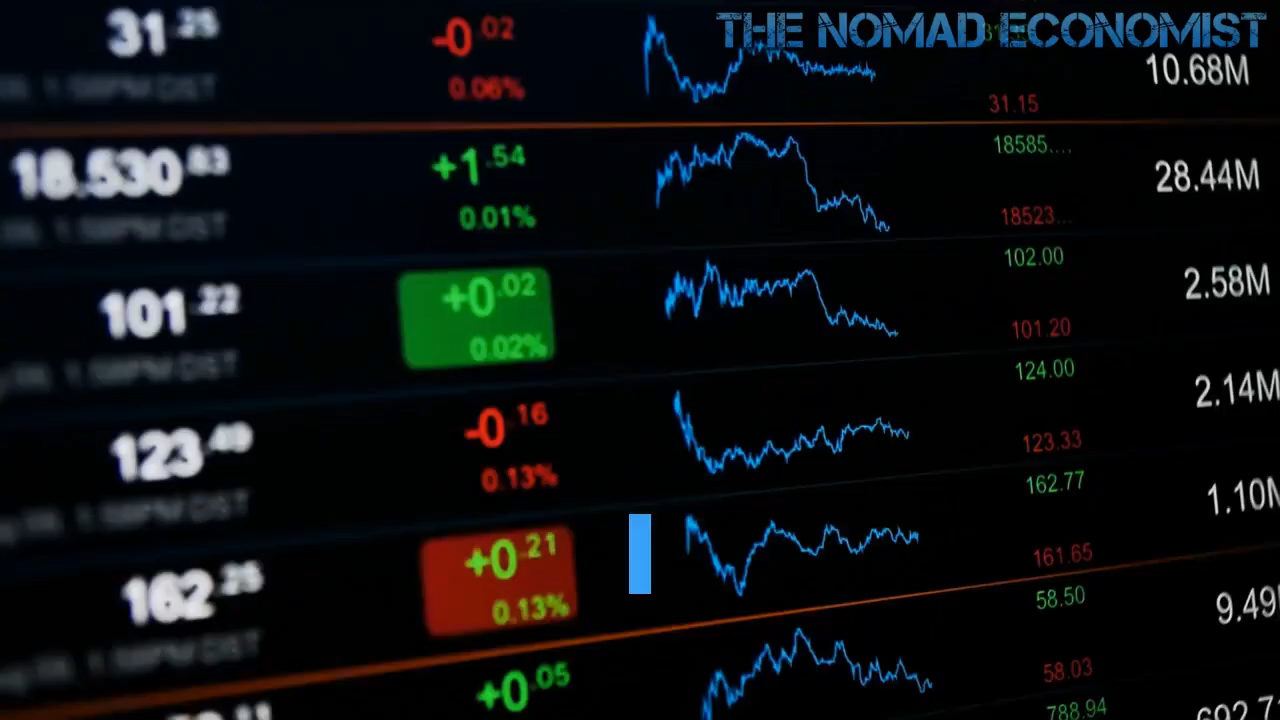 THE NOMAD ECONOMIST
31.25 -0.02 10.68M
0.06% 31.15
18.530.83 +1.54 18585.... 28.44M
0.01% 18523...
101.22 +0.02 102.00 2.58M
0.02% 101.20
123.49 -0.16 124.00 2.14M
0.13% 123.33
162.25 +0.21 162.77 1.10M
0.13% 161.65
+0.05 58.50 9.49
58.03
788.94